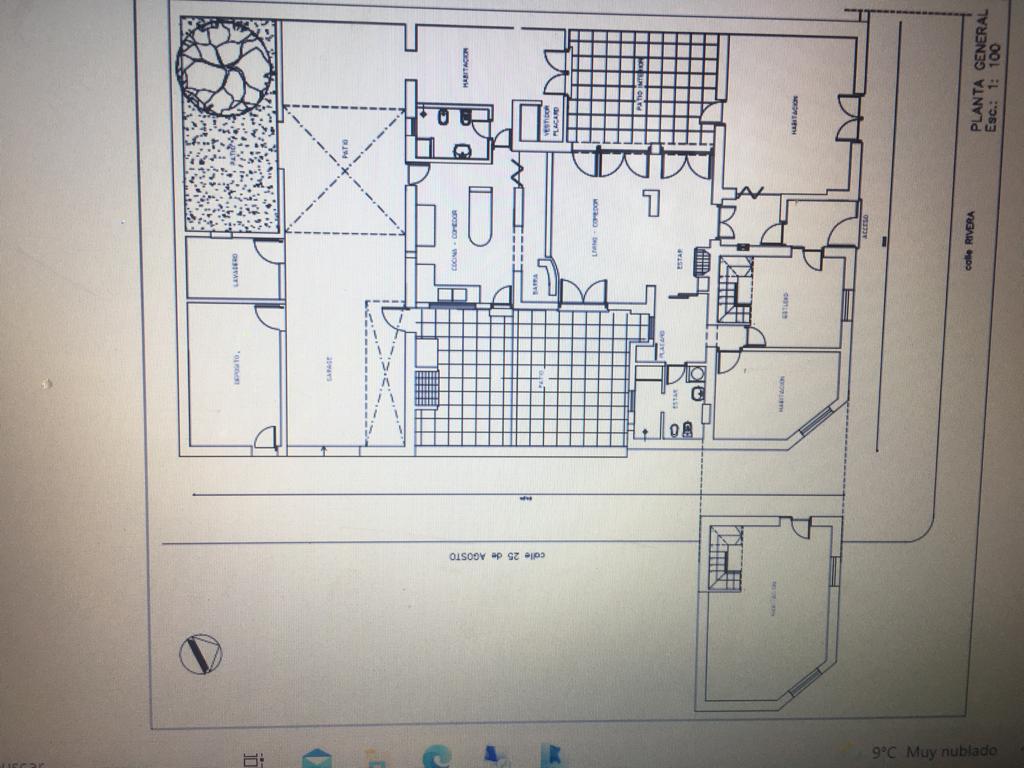 PLANTA GENERAL
Esc.: 1: 100
PATIO
PATIO
HABITACION
PATIO INTERIOR
HABITACION
VESTIDOR
PLACARD
LAVADERO
COCINA - COMEDOR
LIVING - COMEDOR
BARRA
ESTAR
ACCESO
calle RIVERA
DEPOSITO.
GARAGE
PATIO
PLACARD
ESTUDIO
ESTAR
HABITACION
calle 25 de AGOSTO
HABITACION
uscar
9°C Muy nublado